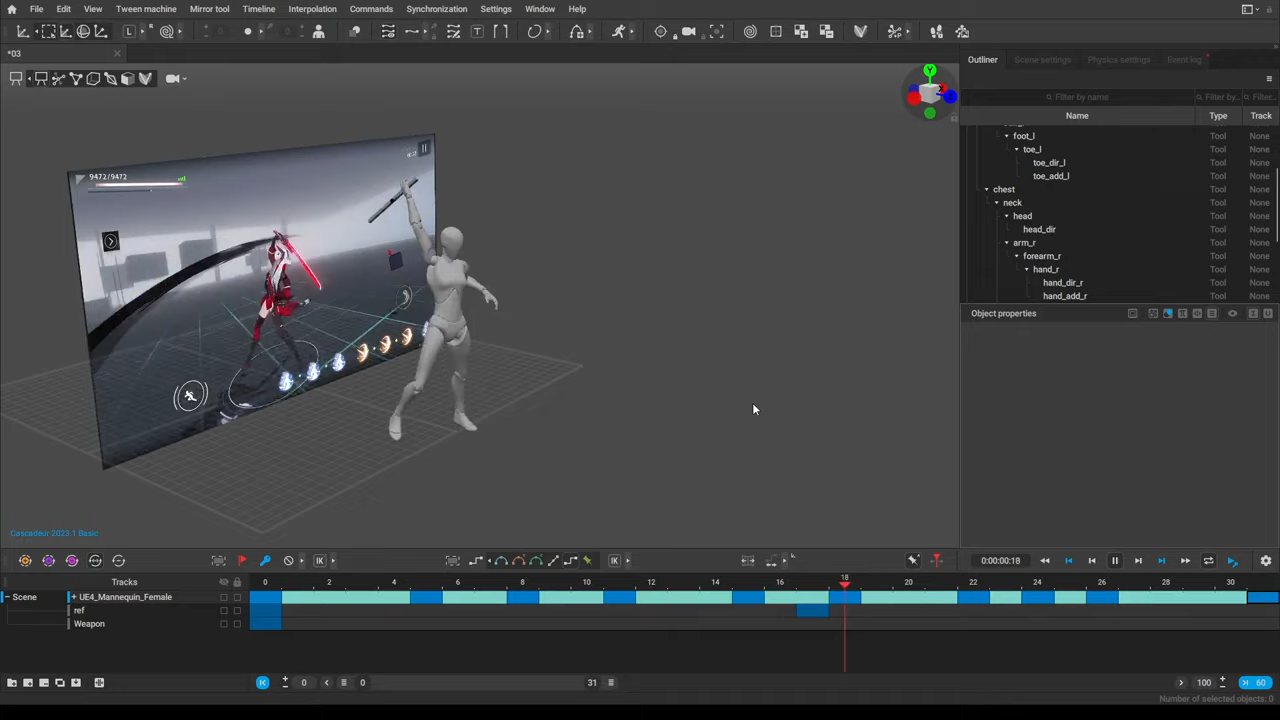 File Edit View Tween machine Mirror tool Timeline Interpolation Commands Synchronization Settings Window Help
L
*03
Outliner Scene settings Physics settings Event log
Filter by name Filter by.. Filter...
Name Type Track
foot_l Tool None
toe_l Tool None
toe_dir_l Tool None
toe_add_l Tool None
chest Tool None
neck Tool None
head Tool None
head_dir Tool None
arm_r Tool None
forearm_r Tool None
hand_r Tool None
hand_dir_r Tool None
hand_add_r Tool None
Object properties
9472/9472
Y
X
Z
Cascadeur 2023.1 Basic
IK IK 0:00:00:18
Tracks 0 2 4 6 8 10 12 14 16 18 20 22 24 26 28 30
Scene + UE4_Mannequin_Female
ref
Weapon
0 0 31 100 60
Number of selected objects: 0